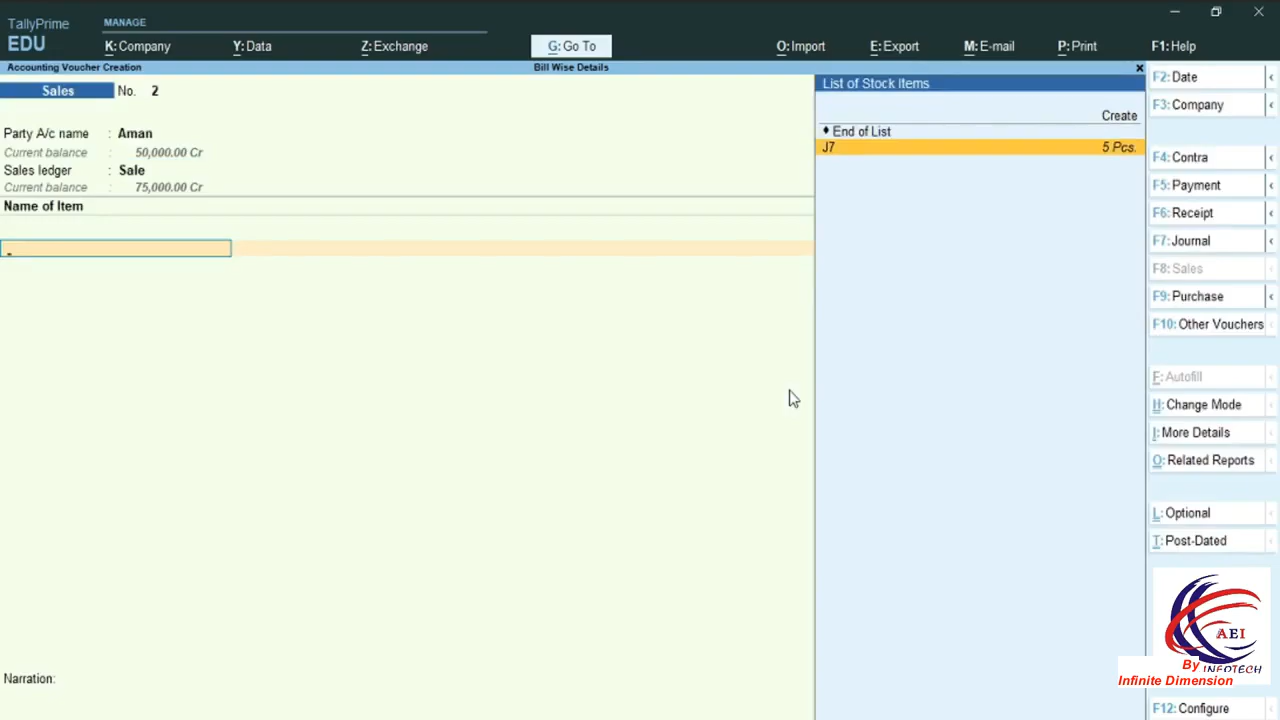 TallyPrime
EDU
MANAGE
K: Company
Y: Data
Z: Exchange
G: Go To
O: Import
E: Export
M: E-mail
P: Print
F1: Help
Accounting Voucher Creation
Bill Wise Details
Sales No. 2
Party A/c name : Aman
Current balance : 50,000.00 Cr
Sales ledger : Sale
Current balance : 75,000.00 Cr
Name of Item
Narration:
List of Stock Items
Create
♦ End of List
J7 5 Pcs.
F2: Date
F3: Company
F4: Contra
F5: Payment
F6: Receipt
F7: Journal
F8: Sales
F9: Purchase
F10: Other Vouchers
F: Autofill
H: Change Mode
I: More Details
O: Related Reports
L: Optional
T: Post-Dated
AEI
INFOTECH
By
Infinite Dimension
F12: Configure